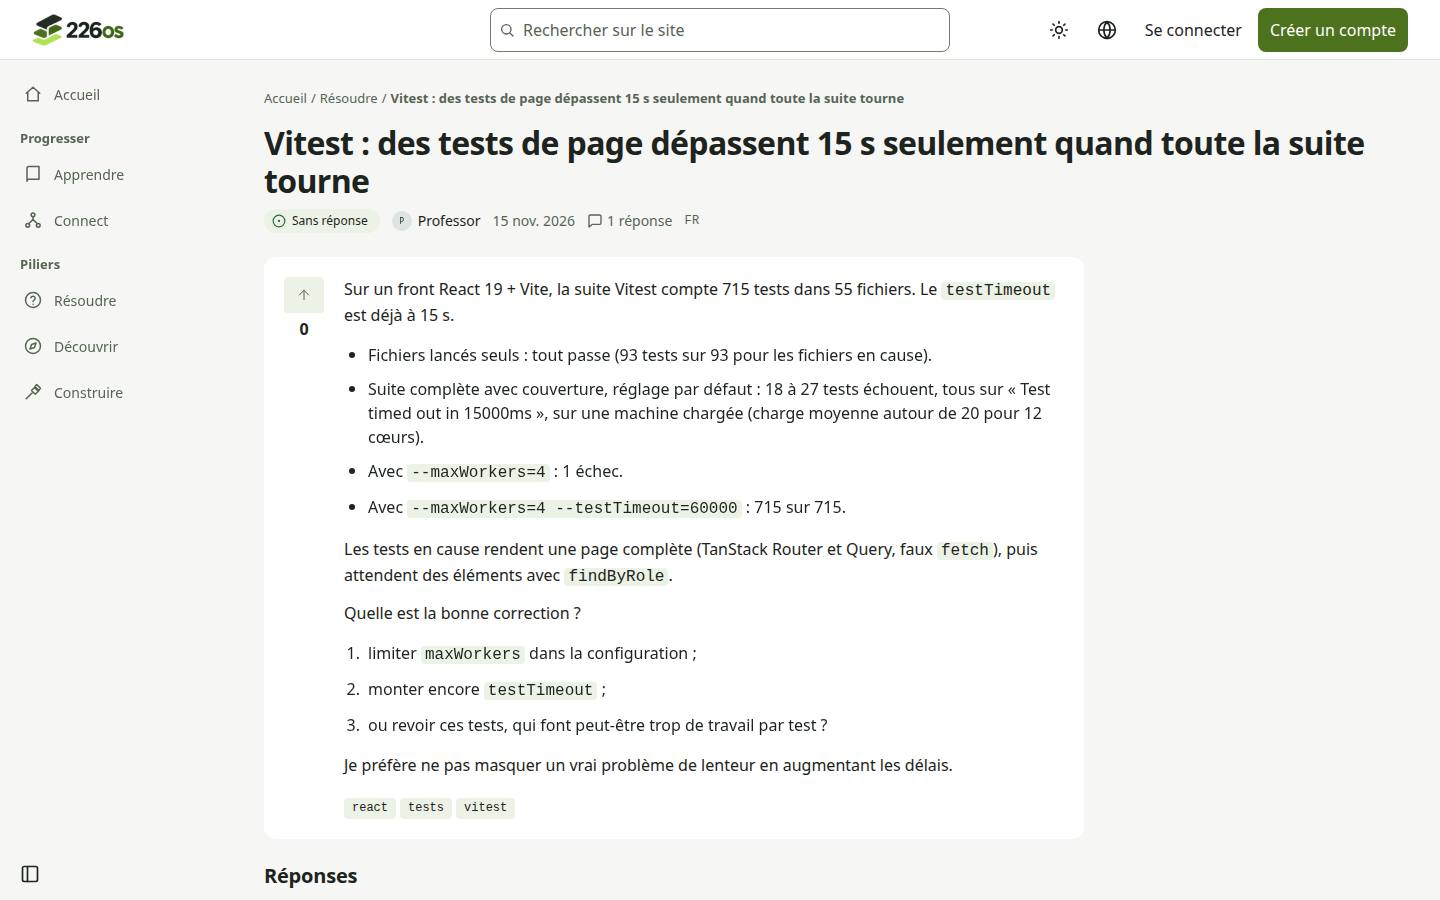 226os
Rechercher sur le site
Se connecter
Créer un compte
Accueil
Progresser
Apprendre
Connect
Piliers
Résoudre
Découvrir
Construire
Accueil / Résoudre / Vitest : des tests de page dépassent 15 s seulement quand toute la suite tourne
Vitest : des tests de page dépassent 15 s seulement quand toute la suite
tourne
Sans réponse
P
Professor
15 nov. 2026
1 réponse
FR
0
Sur un front React 19 + Vite, la suite Vitest compte 715 tests dans 55 fichiers. Le testTimeout
est déjà à 15 s.
• Fichiers lancés seuls : tout passe (93 tests sur 93 pour les fichiers en cause).
• Suite complète avec couverture, réglage par défaut : 18 à 27 tests échouent, tous sur « Test
timed out in 15000ms », sur une machine chargée (charge moyenne autour de 20 pour 12
cœurs).
• Avec --maxWorkers=4 : 1 échec.
• Avec --maxWorkers=4 --testTimeout=60000 : 715 sur 715.
Les tests en cause rendent une page complète (TanStack Router et Query, faux fetch), puis
attendent des éléments avec findByRole.
Quelle est la bonne correction ?
1. limiter maxWorkers dans la configuration ;
2. monter encore testTimeout ;
3. ou revoir ces tests, qui font peut-être trop de travail par test ?
Je préfère ne pas masquer un vrai problème de lenteur en augmentant les délais.
react
tests
vitest
Réponses